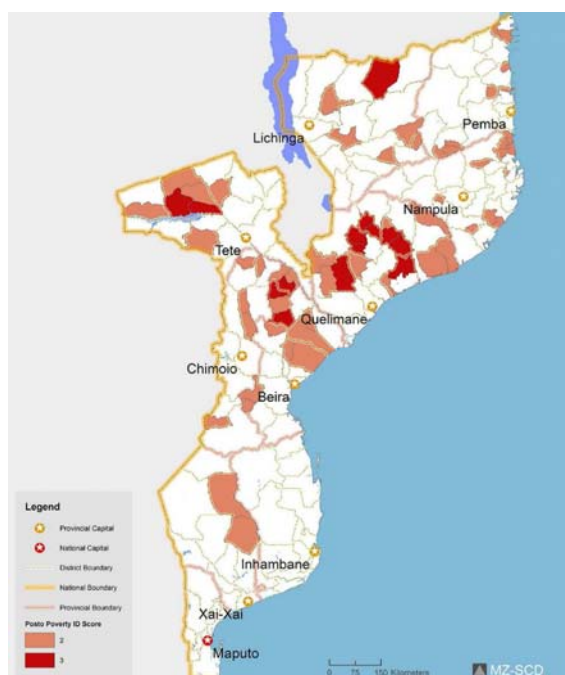 Lichinga
Pemba
Nampula
Tete
Quelimane
Chimoio
Beira
Inhambane
Xai-Xai
Maputo
Legend
Provincial Capital
National Capital
District Boundary
National Boundary
Provincial Boundary
Posto Poverty ID Score
2
3
0 75 150 Kilometers
MZ-SCD